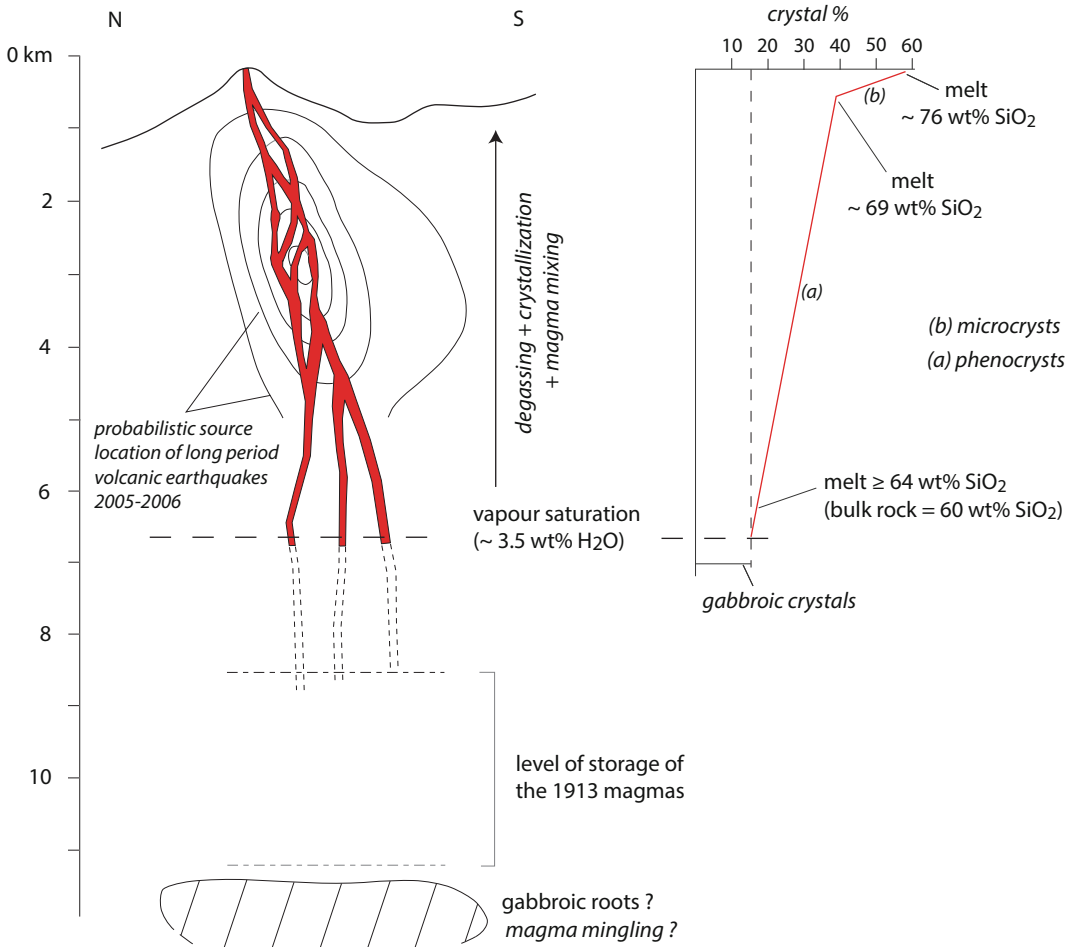 N
S
0 km
2
4
6
8
10
probabilistic source
location of long period
volcanic earthquakes
2005-2006
degassing + crystallization
+ magma mixing
vapour saturation
(~ 3.5 wt% H2O)
level of storage of
the 1913 magmas
gabbroic roots ?
magma mingling ?
crystal %
10 20 30 40 50 60
(b)
melt
~ 76 wt% SiO2
melt
~ 69 wt% SiO2
(a)
(b) microcrysts
(a) phenocrysts
melt ≥ 64 wt% SiO2
(bulk rock = 60 wt% SiO2)
gabbroic crystals